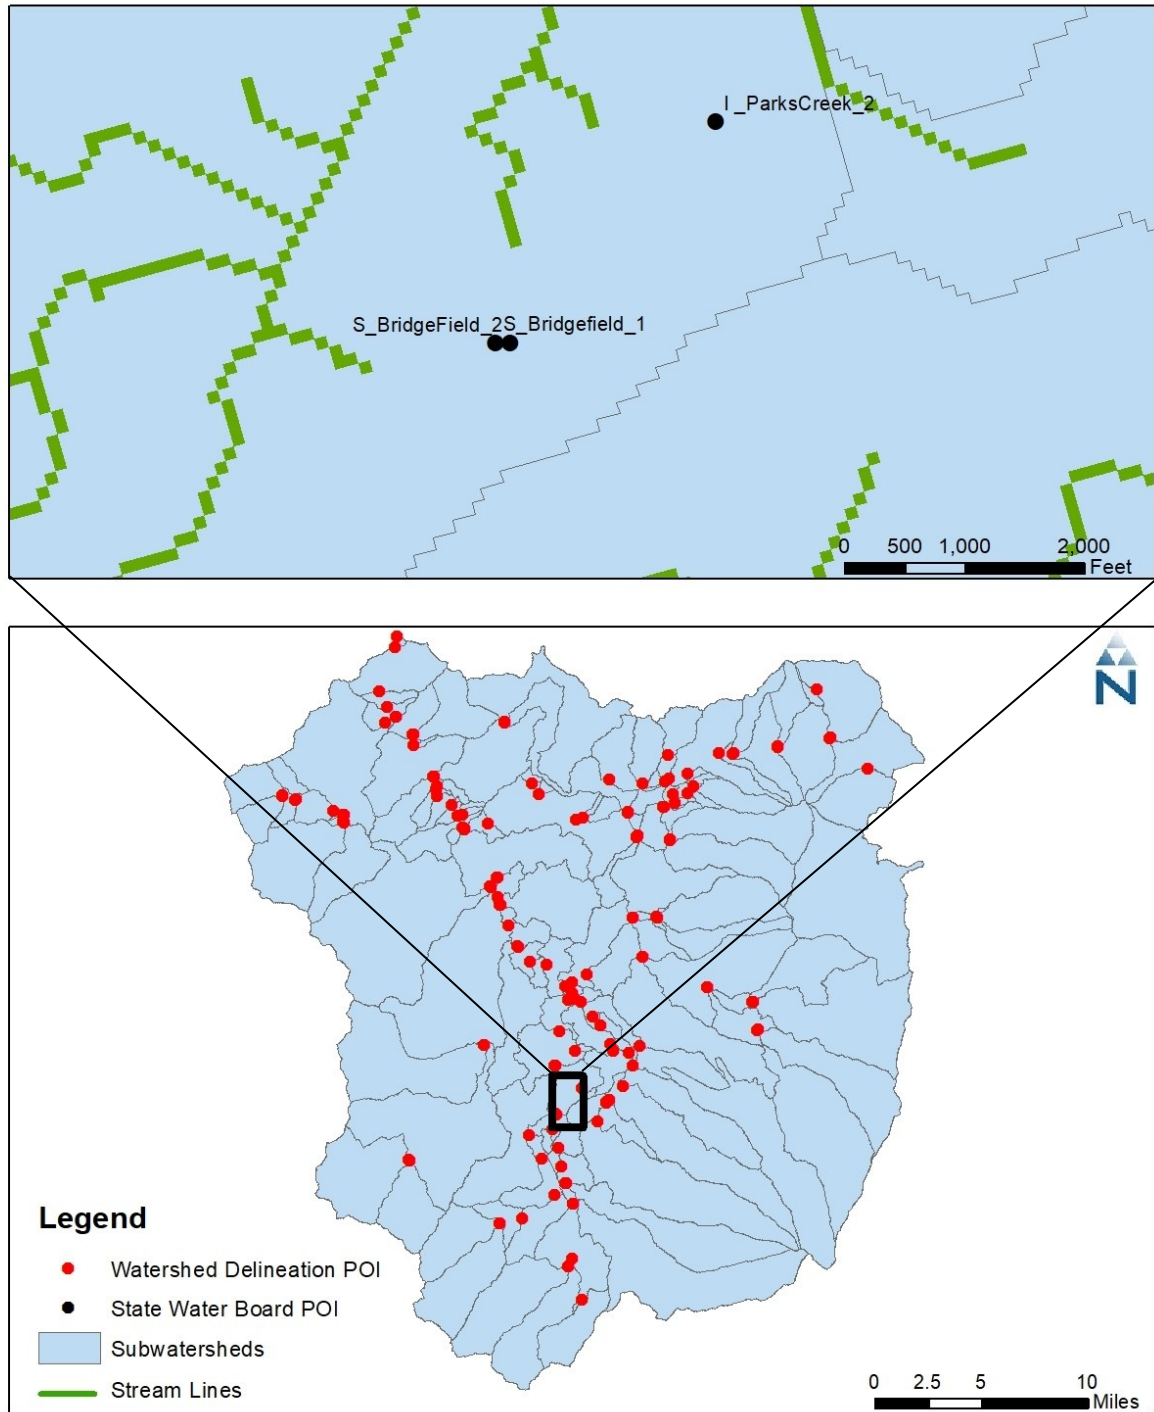 I_ParksCreek_2
S_BridgeField_2S_Bridgefield_1
0 500 1,000 2,000
Feet
N
Legend
Watershed Delineation POI
State Water Board POI
Subwatersheds
Stream Lines
0 2.5 5 10
Miles